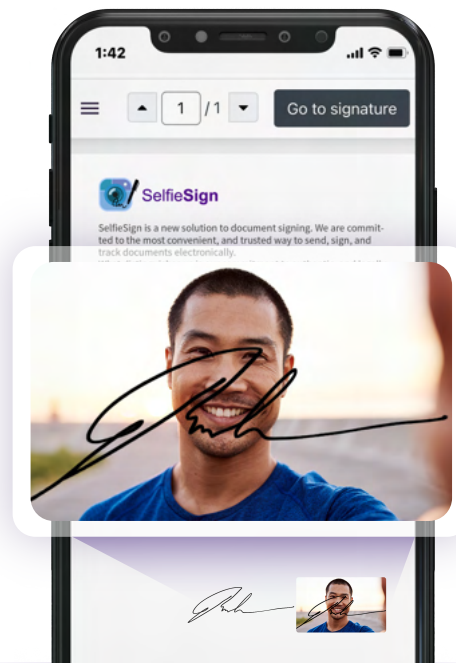 1:42
1 / 1 Go to signature
SelfieSign
SelfieSign is a new solution to document signing. We are commit-
ted to the most convenient, and trusted way to send, sign, and
track documents electronically.